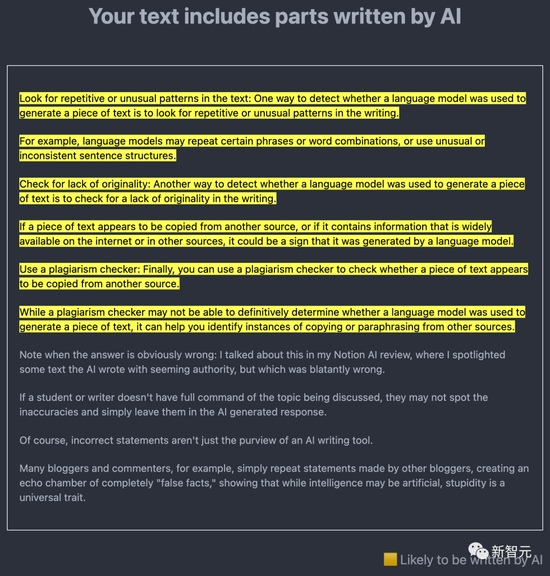 Your text includes parts written by AI
Look for repetitive or unusual patterns in the text: One way to detect whether a language model was used to
generate a piece of text is to look for repetitive or unusual patterns in the writing.
For example, language models may repeat certain phrases or word combinations, or use unusual or
inconsistent sentence structures.
Check for lack of originality: Another way to detect whether a language model was used to generate a piece
of text is to check for a lack of originality in the writing.
If a piece of text appears to be copied from another source, or if it contains information that is widely
available on the internet or in other sources, it could be a sign that it was generated by a language model.
Use a plagiarism checker: Finally, you can use a plagiarism checker to check whether a piece of text appears
to be copied from another source.
While a plagiarism checker may not be able to definitively determine whether a language model was used to
generate a piece of text, it can help you identify instances of copying or paraphrasing from other sources.
Note when the answer is obviously wrong: I talked about this in my Notion AI review, where I spotlighted
some text the AI wrote with seeming authority, but which was blatantly wrong.
If a student or writer doesn't have full command of the topic being discussed, they may not spot the
inaccuracies and simply leave them in the AI generated response.
Of course, incorrect statements aren't just the purview of an AI writing tool.
Many bloggers and commenters, for example, simply repeat statements made by other bloggers, creating an
echo chamber of completely "false facts," showing that while intelligence may be artificial, stupidity is a
universal trait.
新智元
Likely to be written by AI